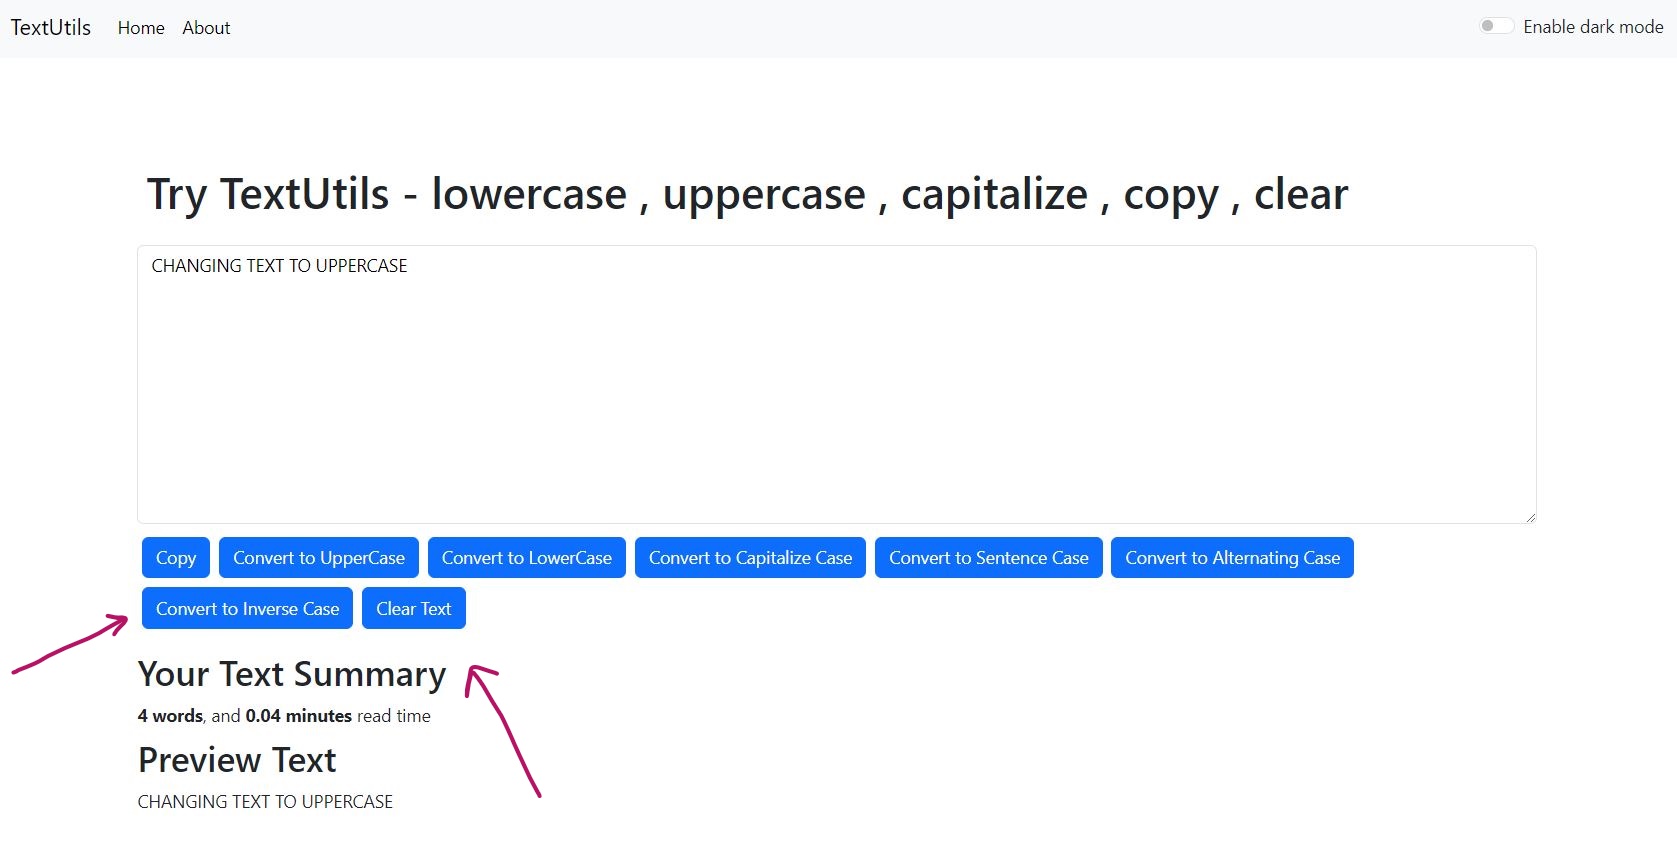 TextUtils Home About Enable dark mode
Try TextUtils - lowercase , uppercase , capitalize , copy , clear
CHANGING TEXT TO UPPERCASE
Copy Convert to UpperCase Convert to LowerCase Convert to Capitalize Case Convert to Sentence Case Convert to Alternating Case
Convert to Inverse Case Clear Text
Your Text Summary
4 words, and 0.04 minutes read time
Preview Text
CHANGING TEXT TO UPPERCASE